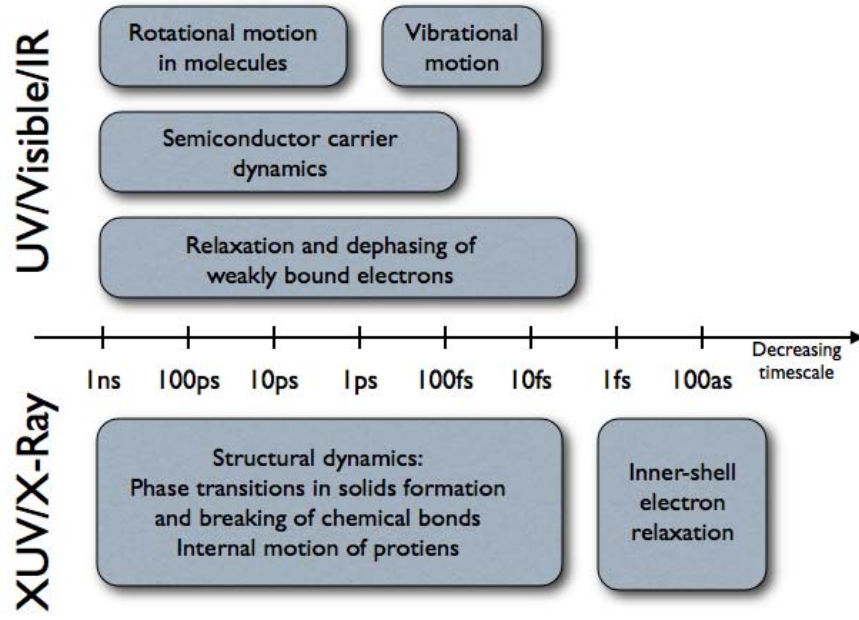 UV/Visible/IR
Rotational motion
in molecules
Vibrational
motion
Semiconductor carrier
dynamics
Relaxation and dephasing of
weakly bound electrons
1ns 100ps 10ps 1ps 100fs 10fs 1fs 100as
Decreasing
timescale
XUV/X-Ray
Structural dynamics:
Phase transitions in solids formation
and breaking of chemical bonds
Internal motion of protiens
Inner-shell
electron
relaxation